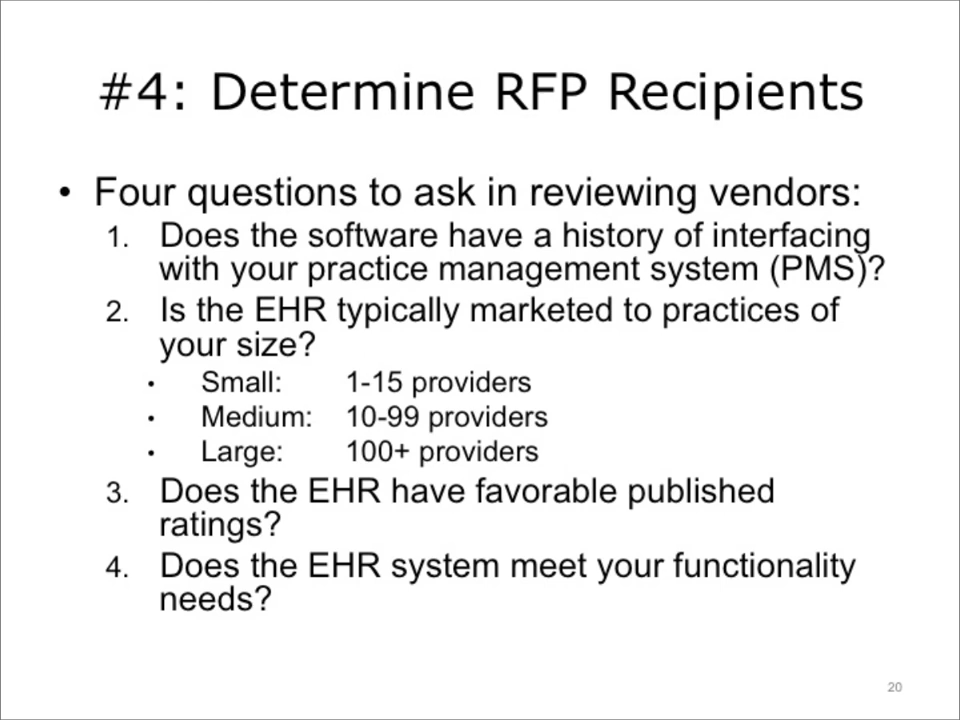 #4: Determine RFP Recipients
• Four questions to ask in reviewing vendors:
1. Does the software have a history of interfacing
with your practice management system (PMS)?
2. Is the EHR typically marketed to practices of
your size?
• Small: 1-15 providers
• Medium: 10-99 providers
• Large: 100+ providers
3. Does the EHR have favorable published
ratings?
4. Does the EHR system meet your functionality
needs?
20